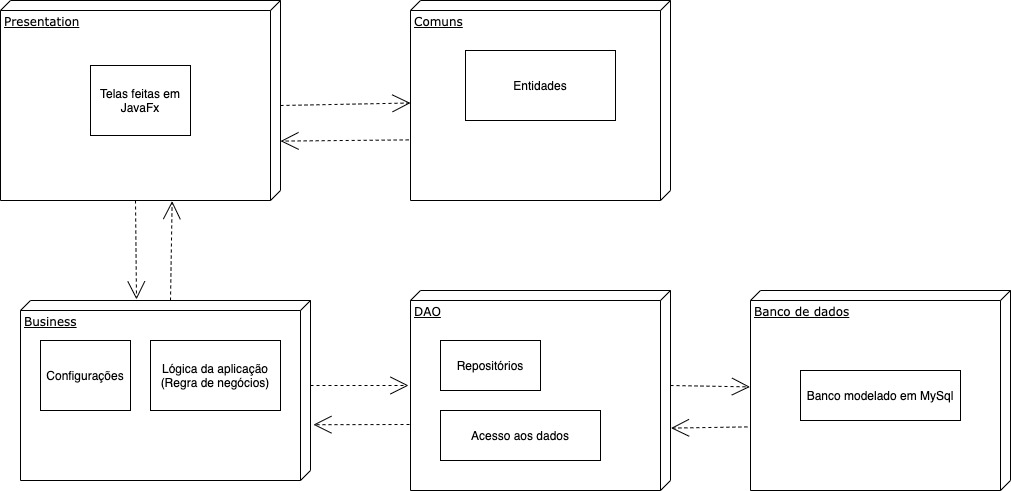 Presentation
Telas feitas em
JavaFx
Comuns
Entidades
Business
Configurações
Lógica da aplicação
(Regra de negócios)
DAO
Repositórios
Acesso aos dados
Banco de dados
Banco modelado em MySql